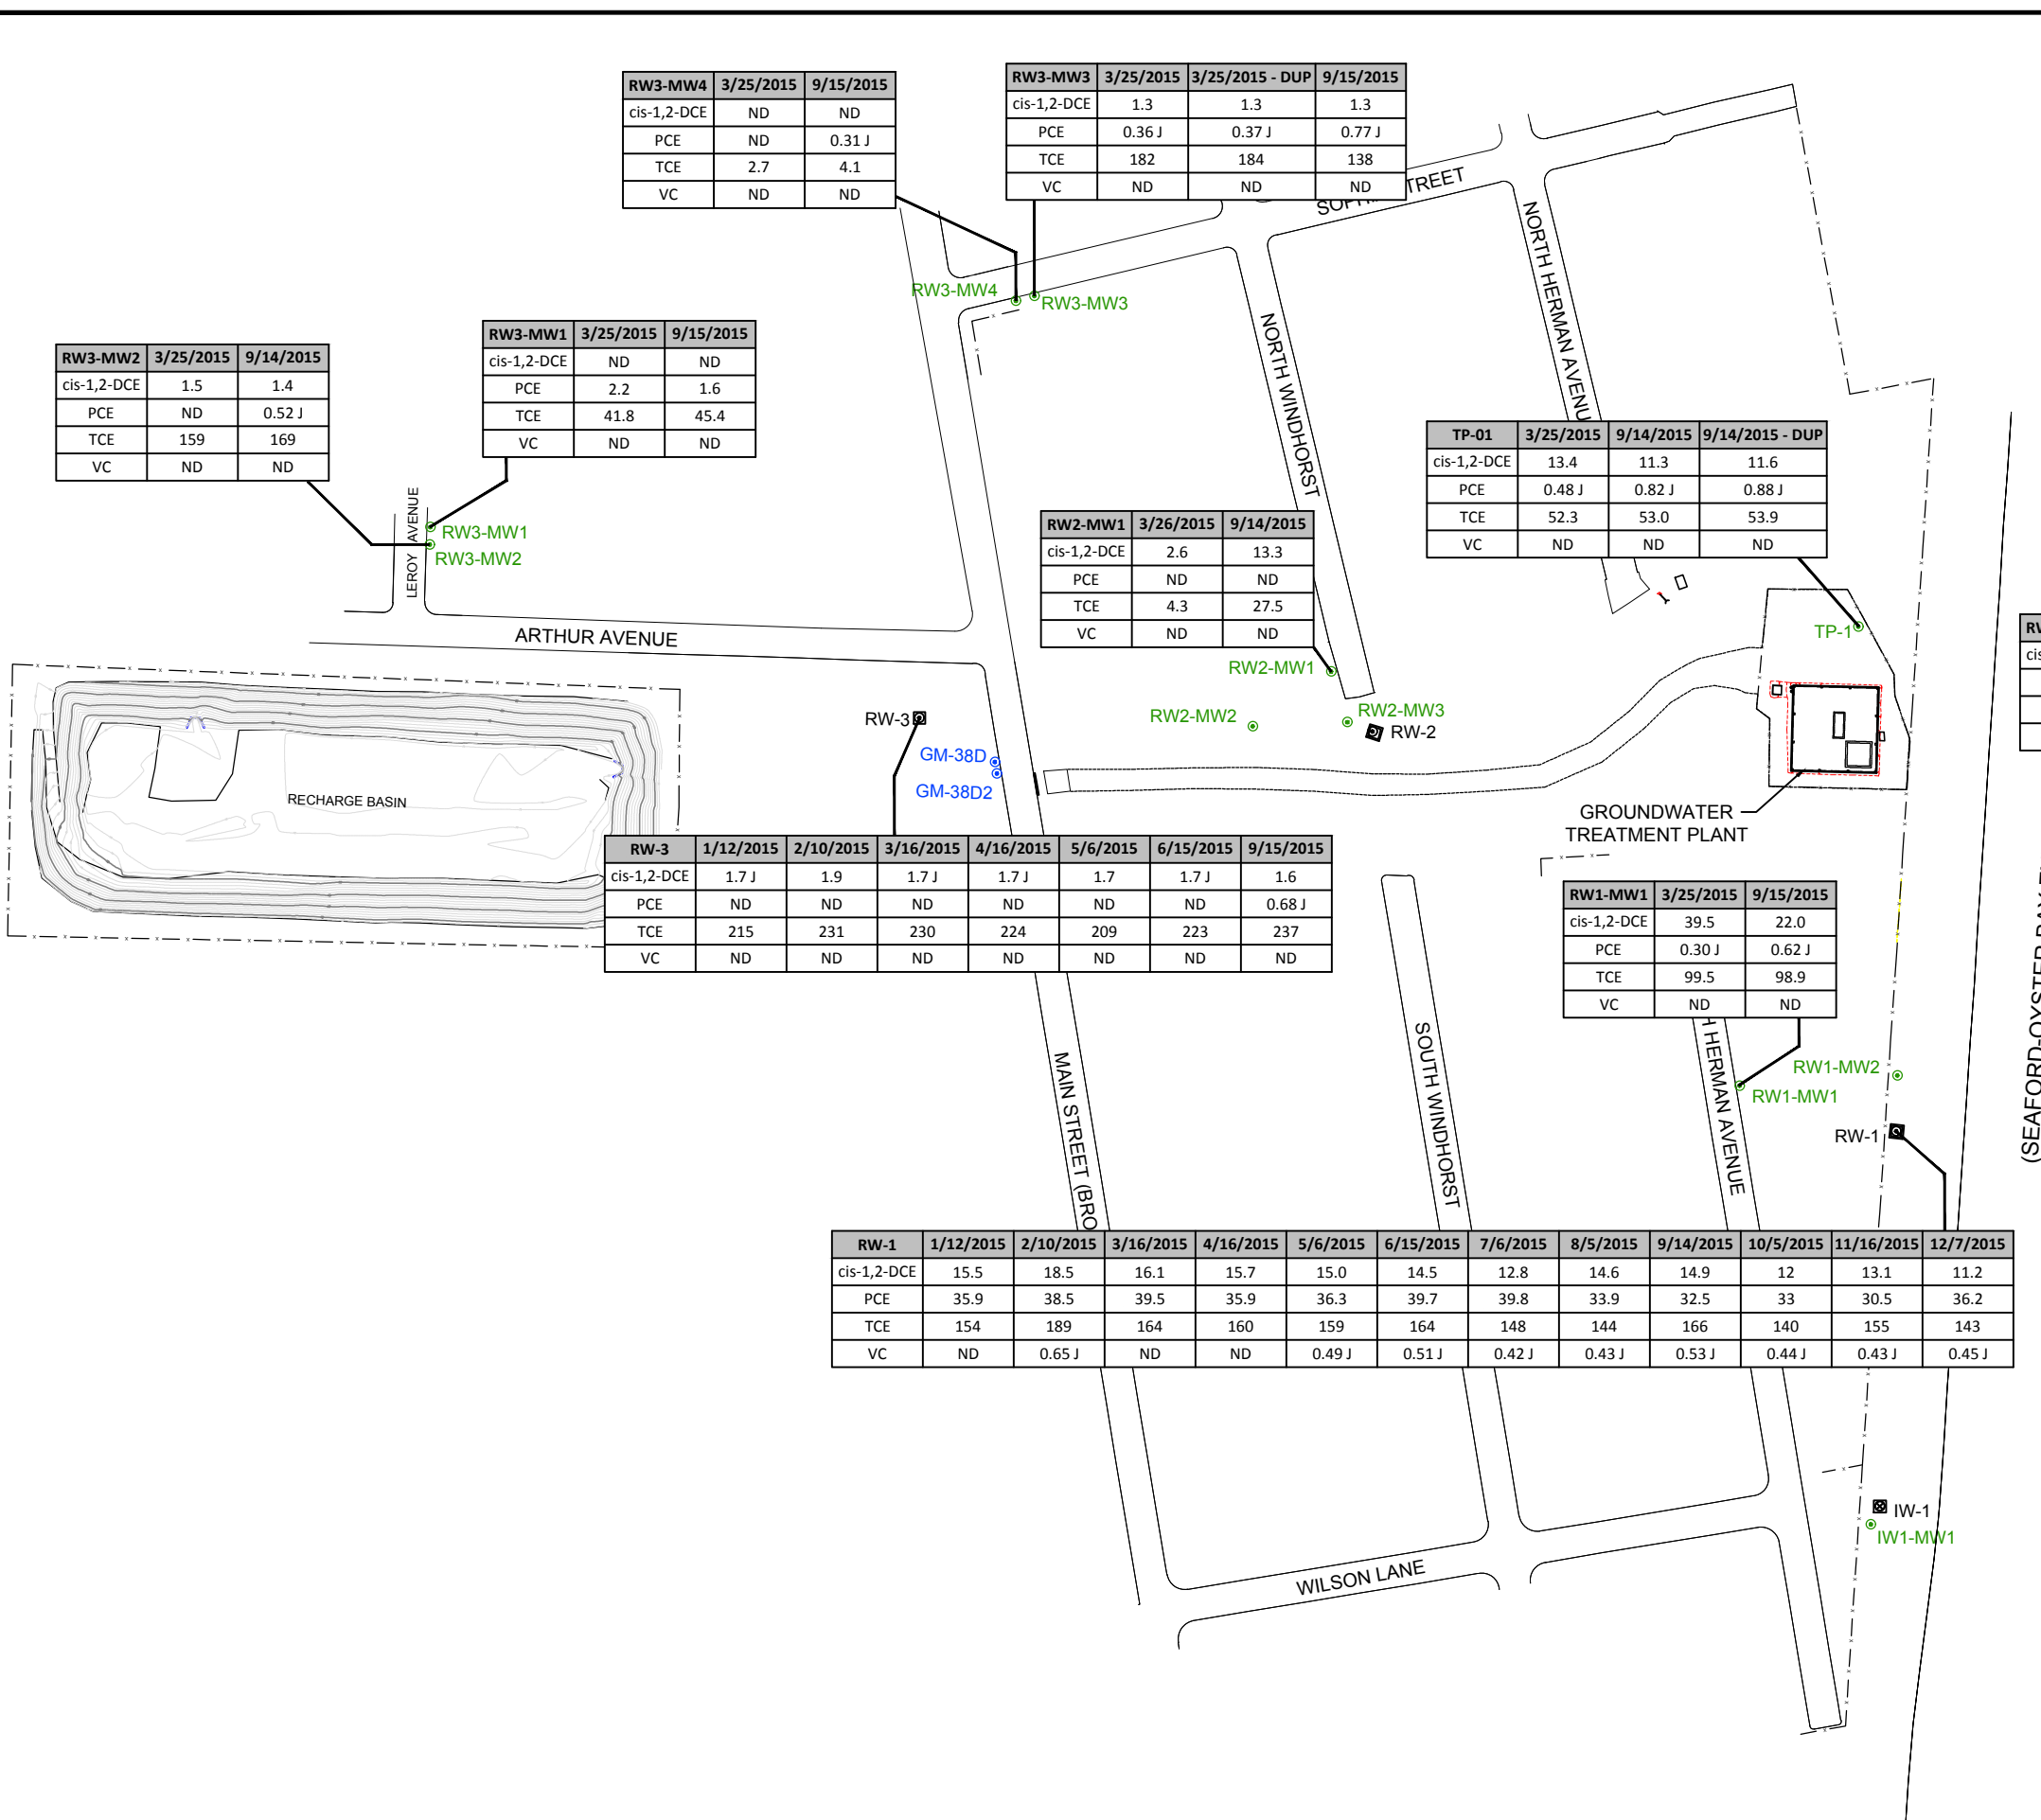 RW3-MW4 3/25/2015 9/15/2015
cis-1,2-DCE ND ND
PCE ND 0.31 J
TCE 2.7 4.1
VC ND ND
RW3-MW3 3/25/2015 3/25/2015 - DUP 9/15/2015
cis-1,2-DCE 1.3 1.3 1.3
PCE 0.36 J 0.37 J 0.77 J
TCE 182 184 138
VC ND ND ND
TREET
NORTH HERMAN AVENU
RW3-MW4
RW3-MW3
NORTH WINDHORST
RW3-MW2 3/25/2015 9/14/2015
cis-1,2-DCE 1.5 1.4
PCE ND 0.52 J
TCE 159 169
VC ND ND
RW3-MW1 3/25/2015 9/15/2015
cis-1,2-DCE ND ND
PCE 2.2 1.6
TCE 41.8 45.4
VC ND ND
LEROY AVENUE
RW3-MW1
RW3-MW2
TP-01 3/25/2015 9/14/2015 9/14/2015 - DUP
cis-1,2-DCE 13.4 11.3 11.6
PCE 0.48 J 0.82 J 0.88 J
TCE 52.3 53.0 53.9
VC ND ND ND
RW2-MW1 3/26/2015 9/14/2015
cis-1,2-DCE 2.6 13.3
PCE ND ND
TCE 4.3 27.5
VC ND ND
ARTHUR AVENUE
TP-1
RW2-MW1
RW-3
RW2-MW2
RW2-MW3
RW-2
GM-38D
GM-38D2
RECHARGE BASIN
GROUNDWATER
TREATMENT PLANT
RW-3 1/12/2015 2/10/2015 3/16/2015 4/16/2015 5/6/2015 6/15/2015 9/15/2015
cis-1,2-DCE 1.7 J 1.9 1.7 J 1.7 J 1.7 1.7 J 1.6
PCE ND ND ND ND ND ND 0.68 J
TCE 215 231 230 224 209 223 237
VC ND ND ND ND ND ND ND
RW1-MW1 3/25/2015 9/15/2015
cis-1,2-DCE 39.5 22.0
PCE 0.30 J 0.62 J
TCE 99.5 98.9
VC ND ND
MAIN STREET (BRO
SOUTH WINDHORST
H HERMAN AVENUE
RW1-MW2
RW1-MW1
RW-1
(SEAFORD-OYSTER BAY E
RW-1 1/12/2015 2/10/2015 3/16/2015 4/16/2015 5/6/2015 6/15/2015 7/6/2015 8/5/2015 9/14/2015 10/5/2015 11/16/2015 12/7/2015
cis-1,2-DCE 15.5 18.5 16.1 15.7 15.0 14.5 12.8 14.6 14.9 12 13.1 11.2
PCE 35.9 38.5 39.5 35.9 36.3 39.7 39.8 33.9 32.5 33 30.5 36.2
TCE 154 189 164 160 159 164 148 144 166 140 155 143
VC ND 0.65 J ND ND 0.49 J 0.51 J 0.42 J 0.43 J 0.53 J 0.44 J 0.43 J 0.45 J
IW-1
IW1-MW1
WILSON LANE